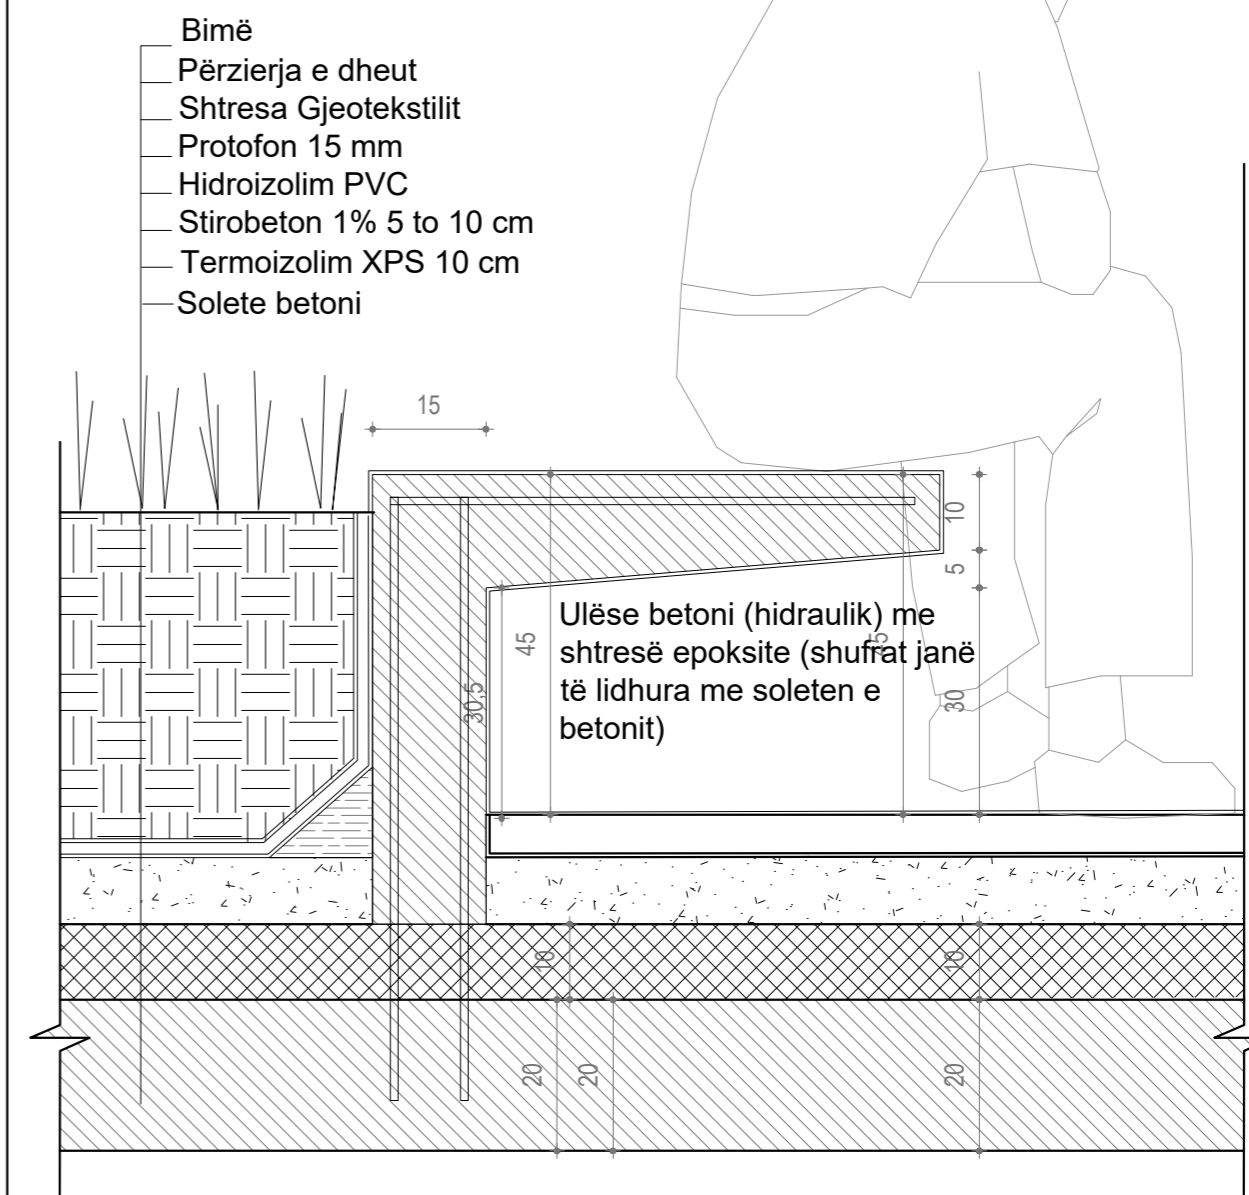 Bimë
Përzierja e dheut
Shtresa Gjeotekstilit
Protofon 15 mm
Hidroizolim PVC
Stirobeton 1% 5 to 10 cm
Termoizolim XPS 10 cm
Solete betoni
15
10
5
Ulëse betoni (hidraulik) me
shtresë epoksite (shufrat janë
të lidhura me soleten e
betonit)
45
45
30,5
30
10
10
20
20
20